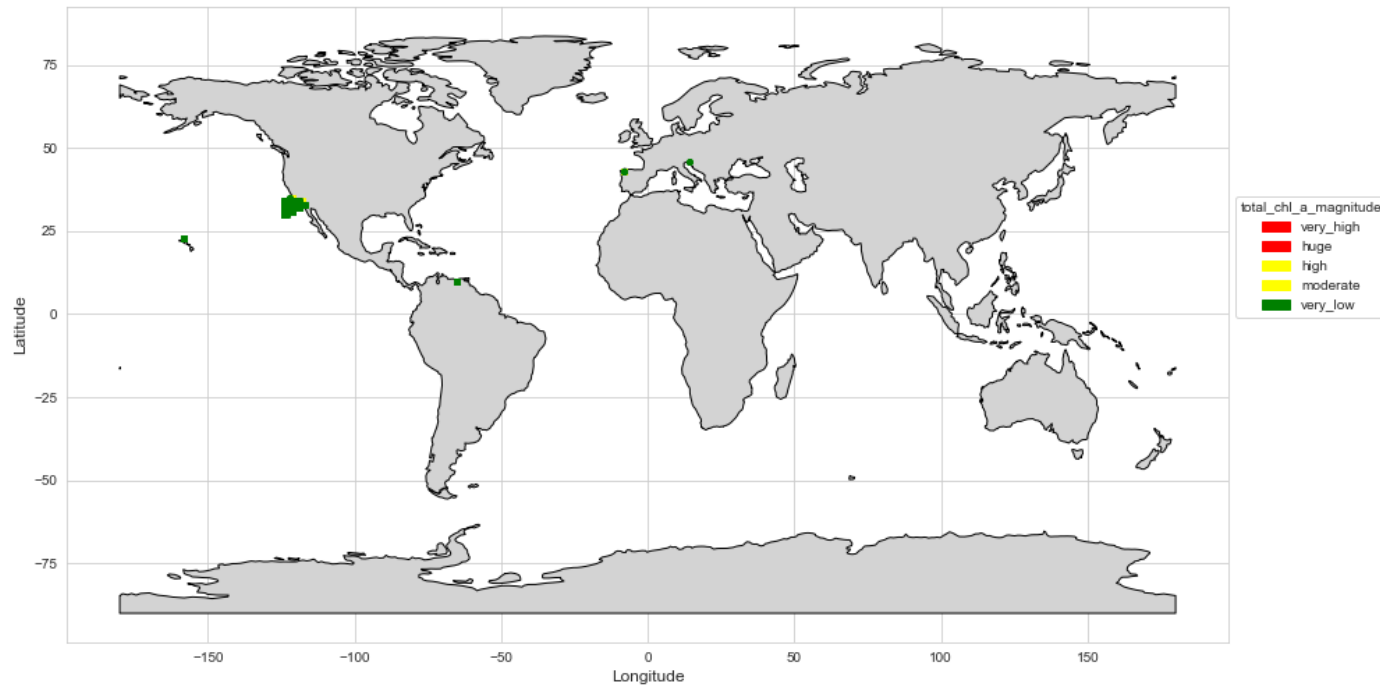 75
50
25
0
−25
−50
−75
Latitude
−150
−100
−50
0
50
100
150
Longitude
total_chl_a_magnitude
very_high
huge
high
moderate
very_low